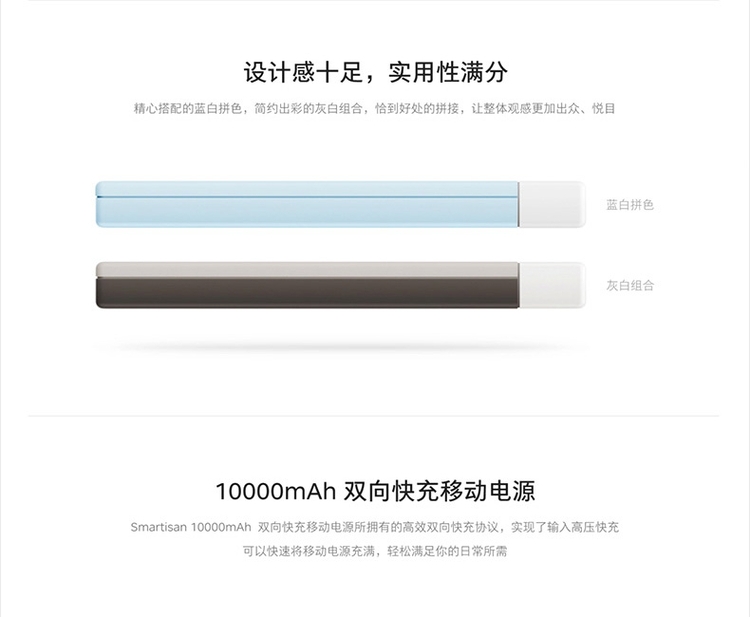 设计感十足，实用性满分
精心搭配的蓝白拼色，简约出彩的灰白组合，恰到好处的拼接，让整体观感更加出众、悦目
蓝白拼色
灰白组合
10000mAh 双向快充移动电源
Smartisan 10000mAh 双向快充移动电源所拥有的高效双向快充协议，实现了输入高压快充
可以快速将移动电源充满，轻松满足你的日常所需